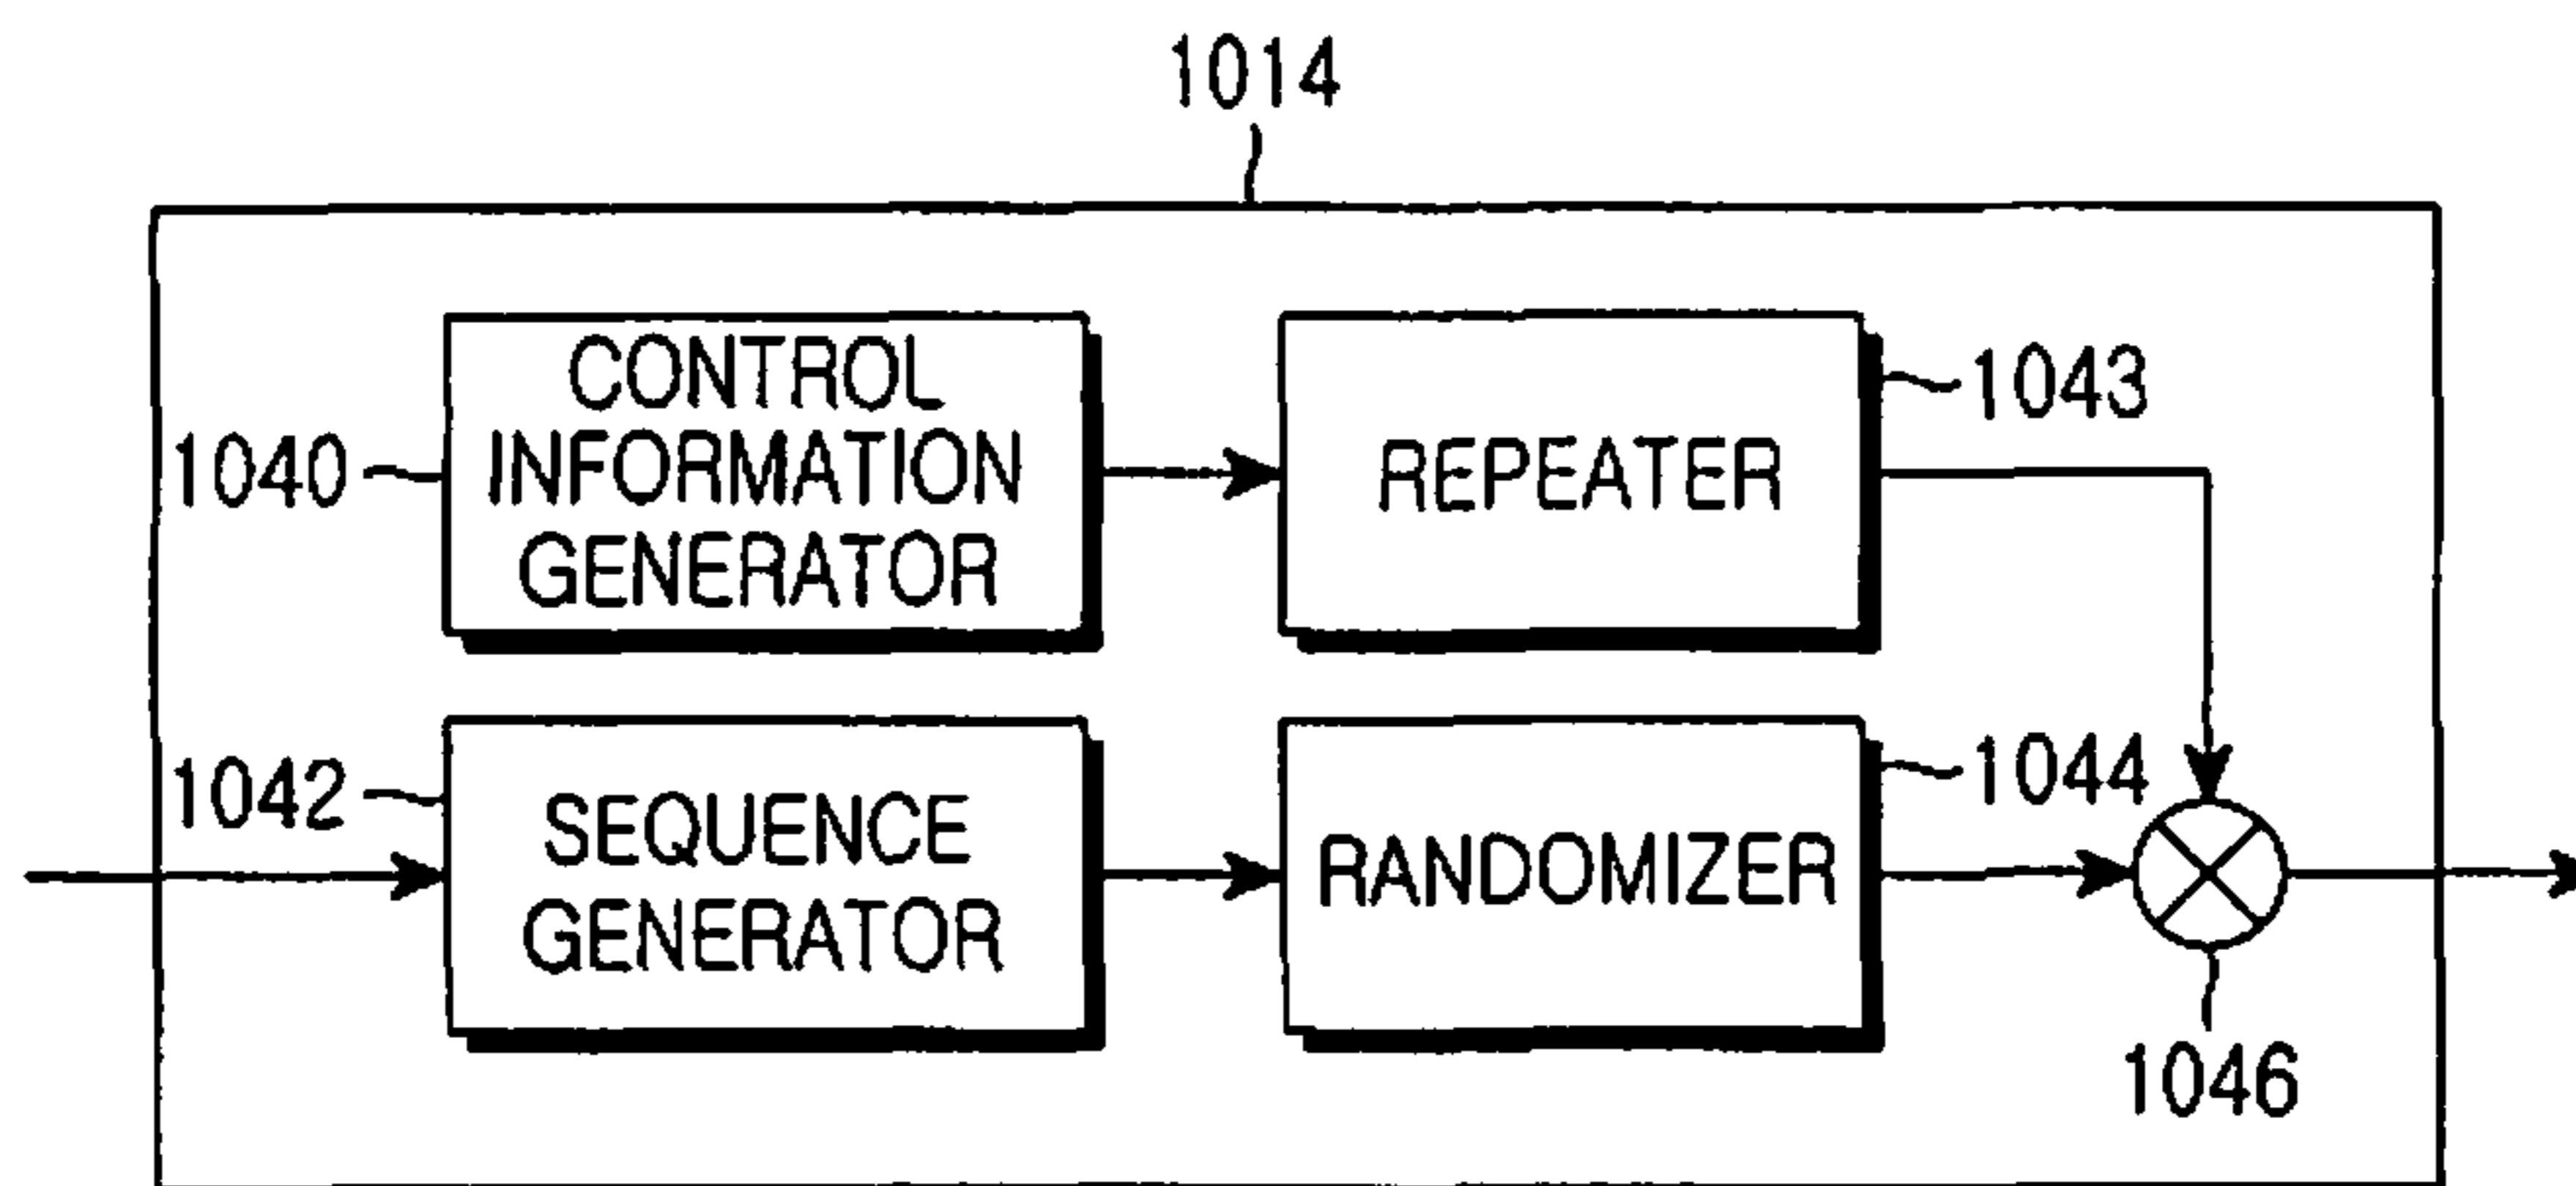 1014
CONTROL
INFORMATION
GENERATOR
1040
REPEATER
1043
1042
SEQUENCE
GENERATOR
RANDOMIZER
1044
1046